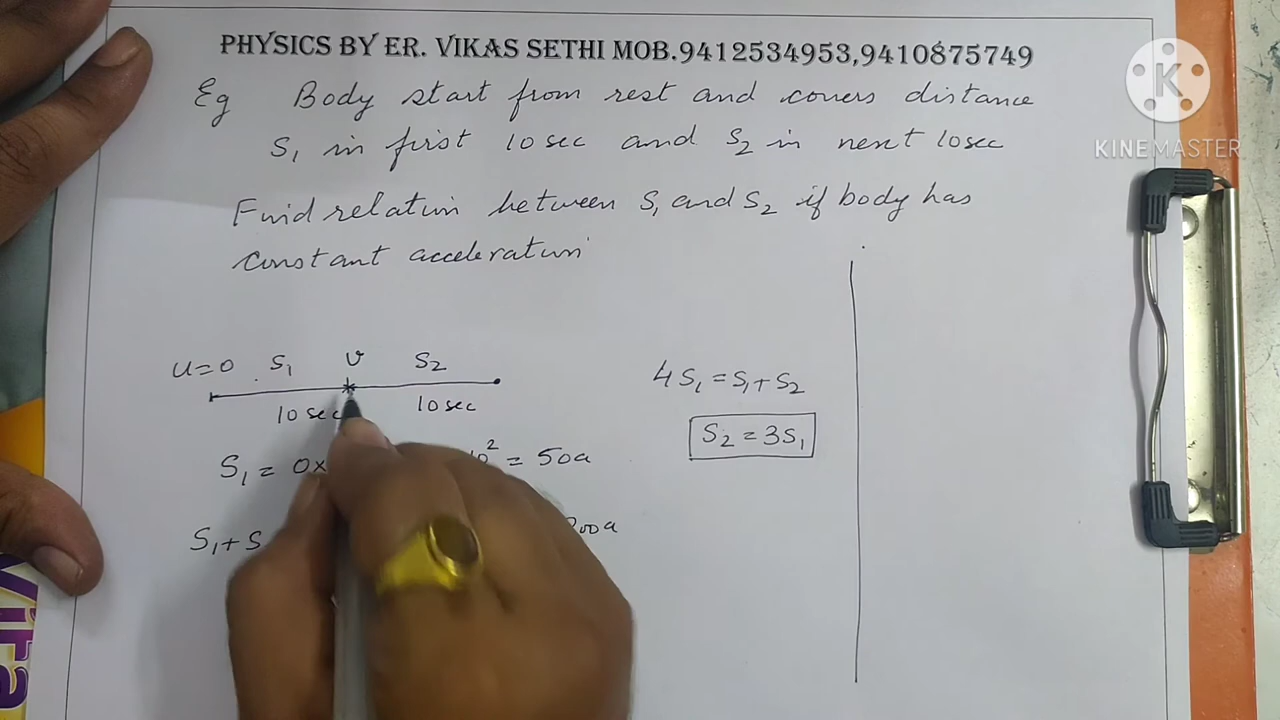 PHYSICS BY ER. VIKAS SETHI MOB.9412534953,9410875749
K
KINEMASTER
Eg Body start from rest and covers distance
S₁ in first 10 sec and S₂ in next 10sec
Find relation between S₁ and S₂ if body has
constant acceleration
u=0 S₁ v S₂
10 sec 10 sec
4S₁ = S₁ + S₂
S₂ = 3S₁
S₁ = 0x 10² = 50a
S₁ + S 200a